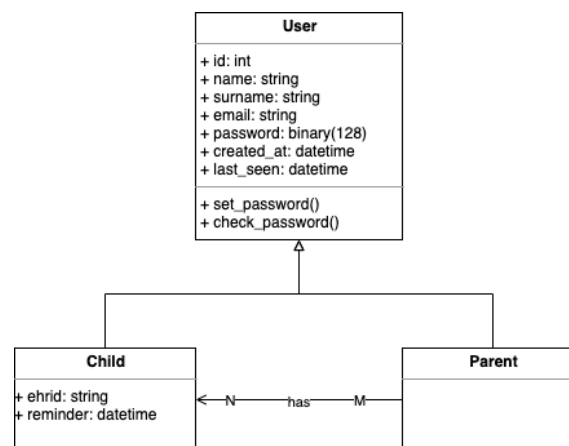 User
+ id: int
+ name: string
+ surname: string
+ email: string
+ password: binary(128)
+ created_at: datetime
+ last_seen: datetime
+ set_password()
+ check_password()
Child
+ ehrid: string
+ reminder: datetime
N has M
Parent